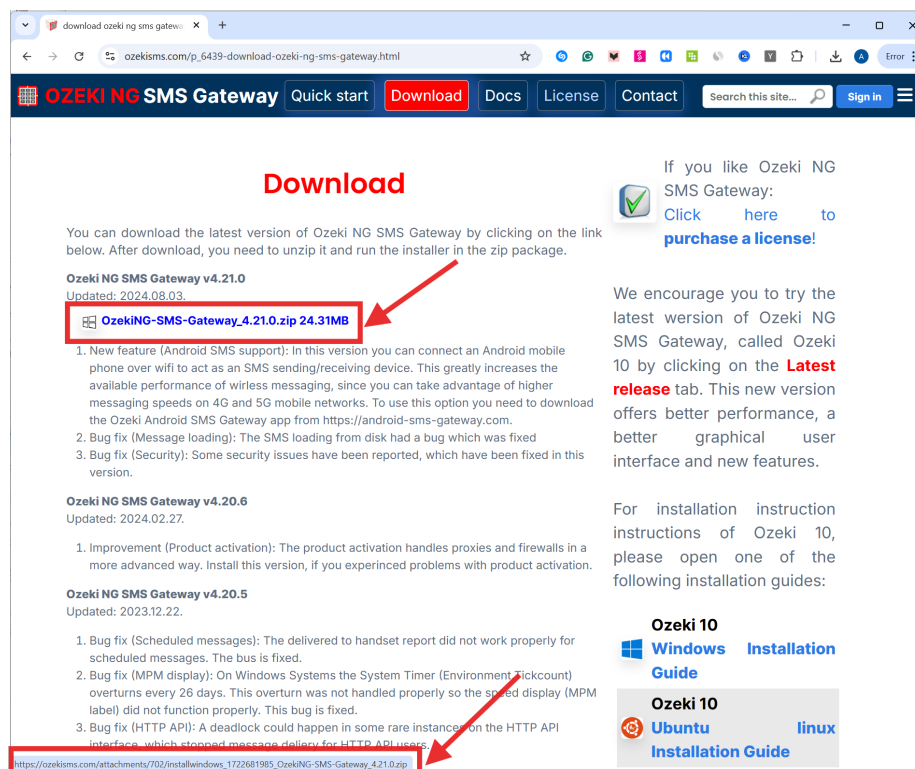 download ozeki ng sms gatewa
ozekisms.com/p_6439-download-ozeki-ng-sms-gateway.html
Error
OZEKI NG SMS Gateway
Quick start
Download
Docs
License
Contact
Search this site...
Sign in
Download
You can download the latest version of Ozeki NG SMS Gateway by clicking on the link
below. After download, you need to unzip it and run the installer in the zip package.
Ozeki NG SMS Gateway v4.21.0
Updated: 2024.08.03.
OzekiNG-SMS-Gateway_4.21.0.zip 24.31MB
1. New feature (Android SMS support): In this version you can connect an Android mobile
phone over wifi to act as an SMS sending/receiving device. This greatly increases the
available performance of wirless messaging, since you can take advantage of higher
messaging speeds on 4G and 5G mobile networks. To use this option you need to download
the Ozeki Android SMS Gateway app from https://android-sms-gateway.com.
2. Bug fix (Message loading): The SMS loading from disk had a bug which was fixed
3. Bug fix (Security): Some security issues have been reported, which have been fixed in this
version.
Ozeki NG SMS Gateway v4.20.6
Updated: 2024.02.27.
1. Improvement (Product activation): The product activation handles proxies and firewalls in a
more advanced way. Install this version, if you experinced problems with product activation.
Ozeki NG SMS Gateway v4.20.5
Updated: 2023.12.22.
1. Bug fix (Scheduled messages): The delivered to handset report did not work properly for
scheduled messages. The bus is fixed.
2. Bug fix (MPM display): On Windows Systems the System Timer (Environment Tickcount)
overturns every 26 days. This overturn was not handled properly so the speed display (MPM
label) did not function properly. This bug is fixed.
3. Bug fix (HTTP API): A deadlock could happen in some rare instances on the HTTP API
interface, which stopped message deliery for HTTP API users.
https://ozekisms.com/attachments/702/installwindows_1722681985_OzekiNG-SMS-Gateway_4.21.0.zip
If you like Ozeki NG
SMS Gateway:
Click here to
purchase a license!
We encourage you to try the
latest wersion of Ozeki NG
SMS Gateway, called Ozeki
10 by clicking on the Latest
release tab. This new version
offers better performance, a
better graphical user
interface and new features.
For installation instruction
instructions of Ozeki 10,
please open one of the
following installation guides:
Ozeki 10
Windows Installation
Guide
Ozeki 10
Ubuntu linux
Installation Guide